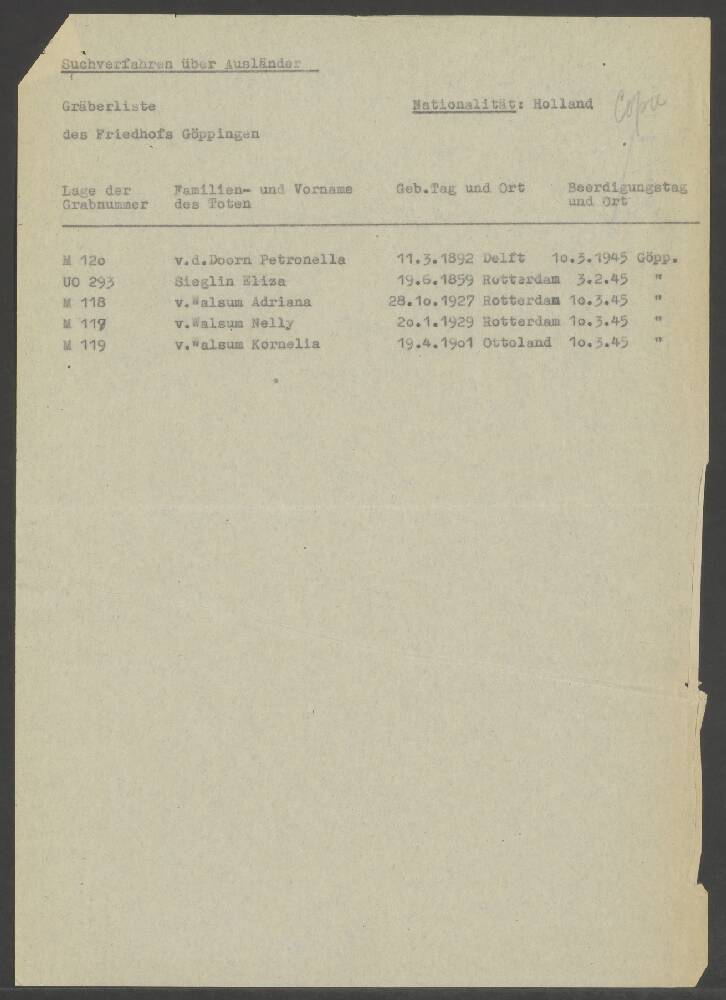 Suchverfahren über Ausländer
Gräberliste Nationalität: Holland Copu
des Friedhofs Göppingen
Lage der Familien- und Vorname Geb.Tag und Ort Beerdigungstag
Grabnummer des Toten und Ort
M 12o v.d.Doorn Petronella 11.3.1892 Delft 1o.3.1945 Göpp.
UO 293 Sieglin Eliza 19.6.1859 Rotterdam 3.2.45 "
M 118 v.Walsum Adriana 28.1o.1927 Rotterdam 1o.3.45 "
M 117 v.Walsum Nelly 2o.1.1929 Rotterdam 1o.3.45 "
M 119 v.Walsum Kornelia 19.4.19o1 Ottoland 1o.3.45 "